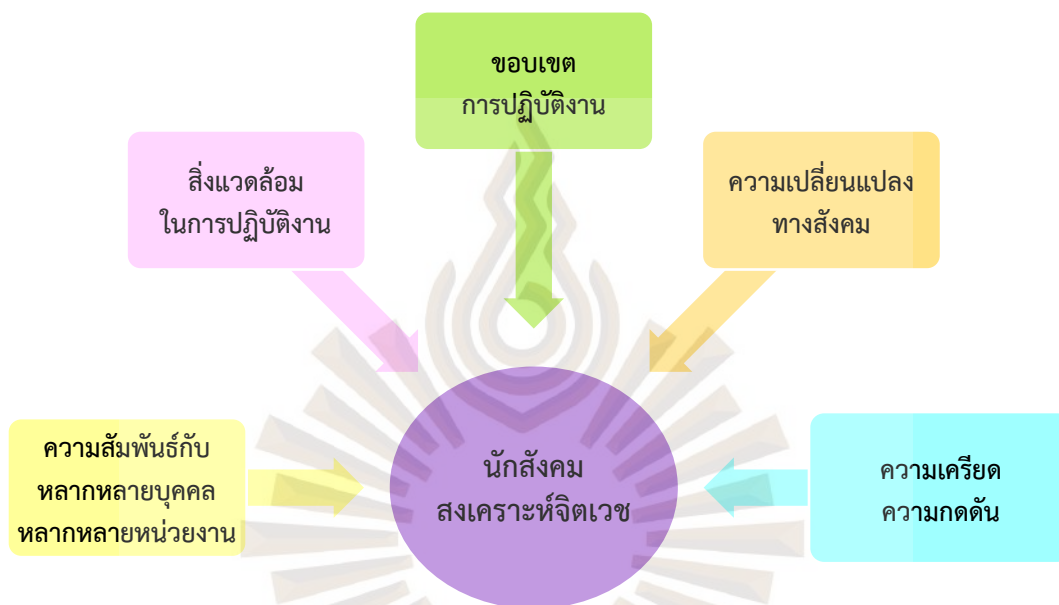 ขอบเขต
การปฏิบัติงาน
สิ่งแวดล้อม
ในการปฏิบัติงาน
ความเปลี่ยนแปลง
ทางสังคม
ความสัมพันธ์กับ
หลากหลายบุคคล
หลากหลายหน่วยงาน
นักสังคม
สงเคราะห์จิตเวช
ความเครียด
ความกดดัน